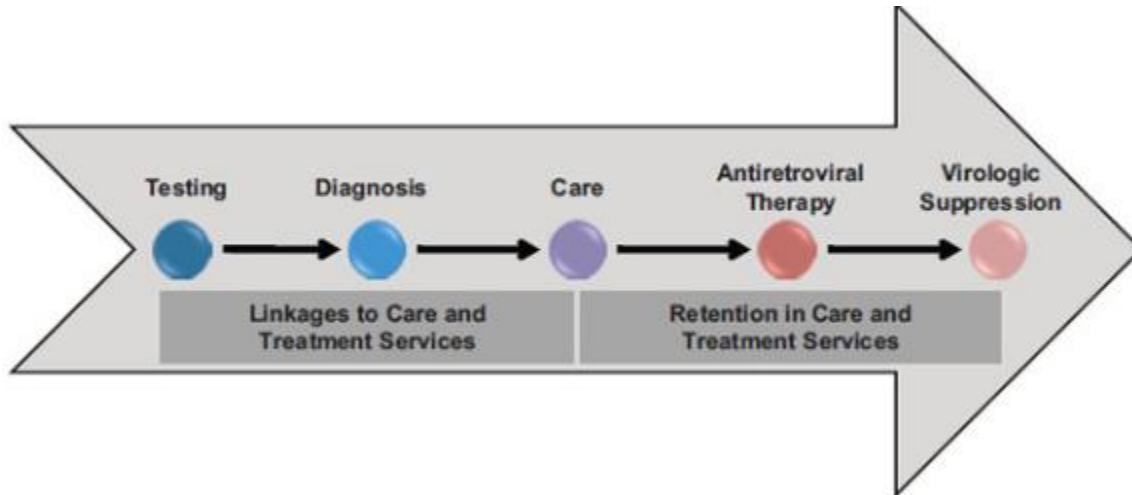 Testing
Diagnosis
Care
Antiretroviral
Therapy
Virologic
Suppression
Linkages to Care and
Treatment Services
Retention in Care and
Treatment Services